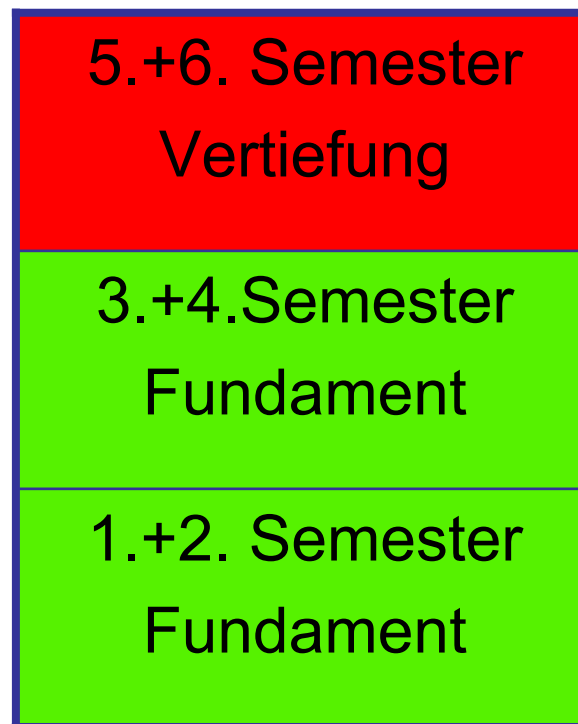 5.+6. Semester
Vertiefung
3.+4.Semester
Fundament
1.+2. Semester
Fundament